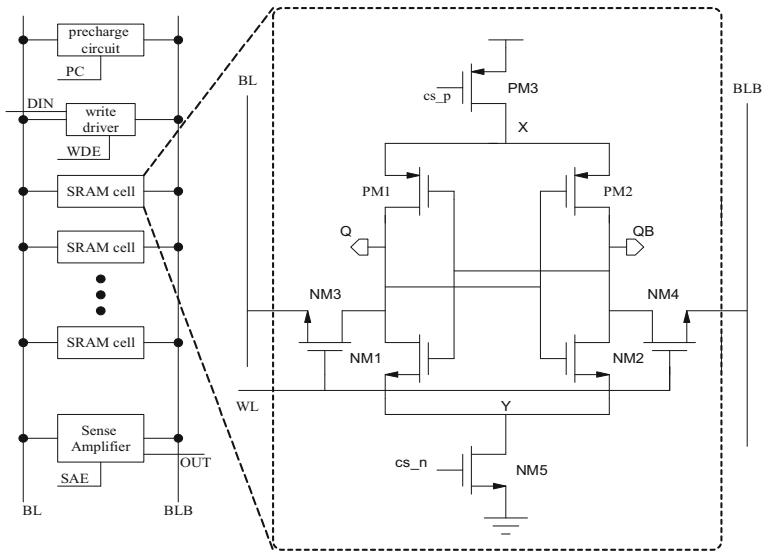 precharge
circuit
PC
DIN
write
driver
WDE
SRAM cell
SRAM cell
SRAM cell
Sense
Amplifier
OUT
SAE
BL
BLB
BL
BLB
cs_p
PM3
X
PM1
PM2
Q
QB
NM3
NM4
NM1
NM2
WL
Y
cs_n
NM5